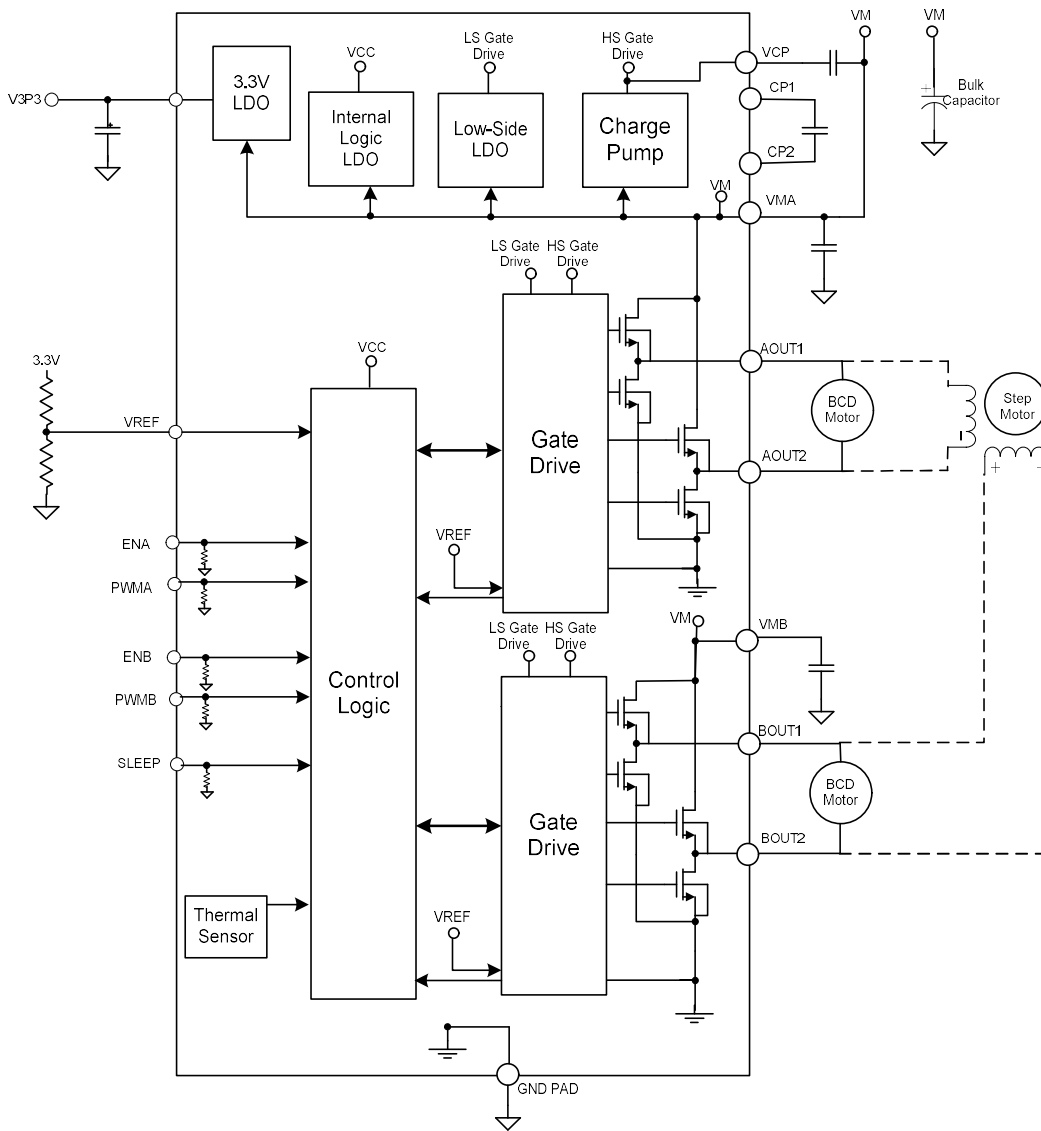 VM
VM
LS Gate
Drive
HS Gate
Drive
VCC
VCP
3.3V
LDO
V3P3
CP1
Bulk
Capacitor
+
Internal
Logic
LDO
Low-Side
LDO
Charge
Pump
CP2
VM
VMA
LS Gate
Drive
HS Gate
Drive
VCC
3.3V
AOUT1
BCD
Motor
Step
Motor
VREF
Gate
Drive
AOUT2
+
-
VREF
ENA
PWMA
VM
VMB
LS Gate
Drive
HS Gate
Drive
ENB
Control
Logic
PWMB
BOUT1
SLEEP
BCD
Motor
Gate
Drive
BOUT2
Thermal
Sensor
VREF
GND PAD